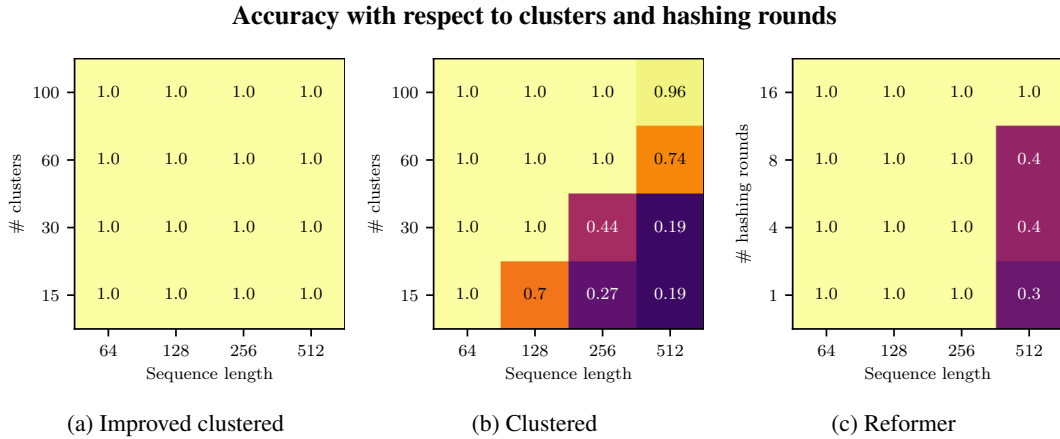 Accuracy with respect to clusters and hashing rounds
# clusters
100 1.0 1.0 1.0 1.0
60 1.0 1.0 1.0 1.0
30 1.0 1.0 1.0 1.0
15 1.0 1.0 1.0 1.0
64 128 256 512
Sequence length
(a) Improved clustered
# clusters
100 1.0 1.0 1.0 0.96
60 1.0 1.0 1.0 0.74
30 1.0 1.0 0.44 0.19
15 1.0 0.7 0.27 0.19
64 128 256 512
Sequence length
(b) Clustered
# hashing rounds
16 1.0 1.0 1.0 1.0
8 1.0 1.0 1.0 0.4
4 1.0 1.0 1.0 0.4
1 1.0 1.0 1.0 0.3
64 128 256 512
Sequence length
(c) Reformer